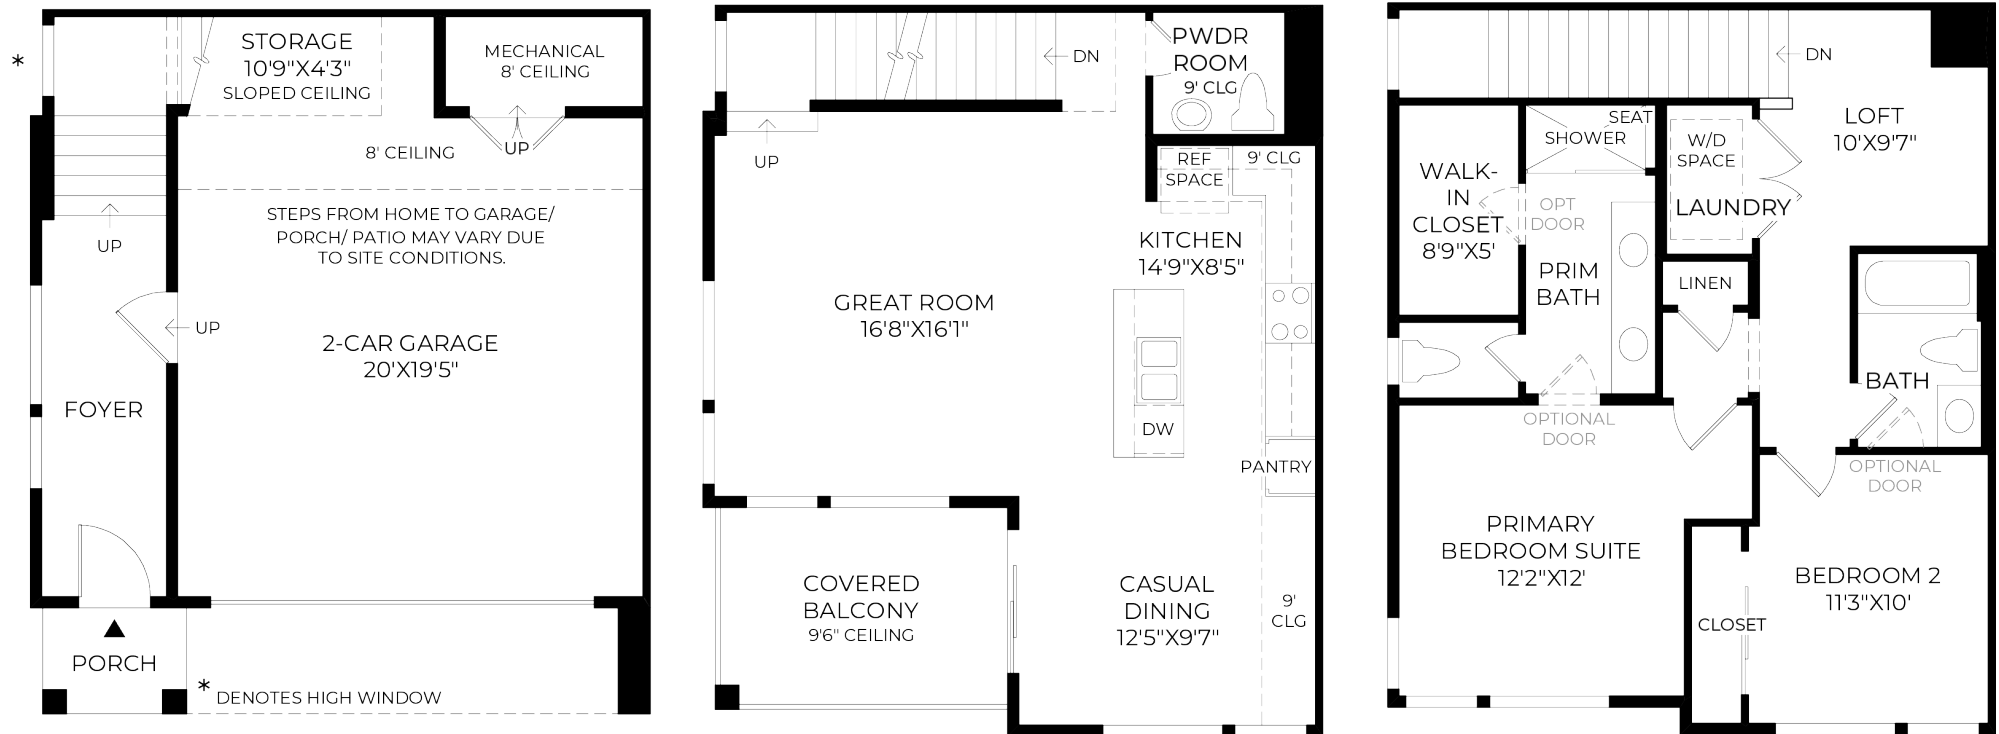 STORAGE
10'9"X4'3"
SLOPED CEILING
MECHANICAL
8' CEILING
*
8' CEILING
UP
STEPS FROM HOME TO GARAGE/
PORCH/ PATIO MAY VARY DUE
TO SITE CONDITIONS.
UP
UP
2-CAR GARAGE
20'X19'5"
FOYER
PORCH
* DENOTES HIGH WINDOW
DN
PWDR
ROOM
9' CLG
UP
REF
SPACE
9' CLG
KITCHEN
14'9"X8'5"
GREAT ROOM
16'8"X16'1"
DW
PANTRY
COVERED
BALCONY
9'6" CEILING
CASUAL
DINING
12'5"X9'7"
9'
CLG
DN
LOFT
10'X9'7"
SEAT
SHOWER
W/D
SPACE
WALK-
IN
CLOSET
8'9"X5'
OPT
DOOR
LAUNDRY
PRIM
BATH
LINEN
BATH
OPTIONAL
DOOR
OPTIONAL
DOOR
PRIMARY
BEDROOM SUITE
12'2"X12'
BEDROOM 2
11'3"X10'
CLOSET